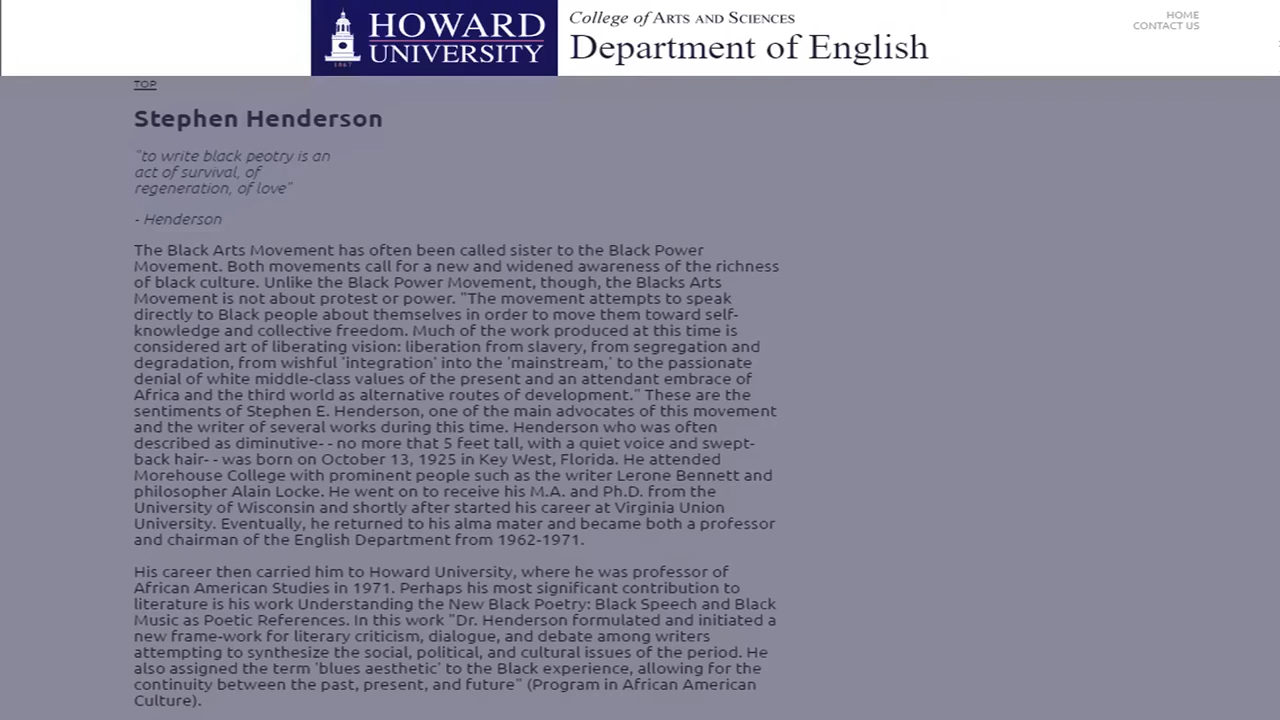 HOWARD
UNIVERSITY
1867
College of ARTS AND SCIENCES
Department of English
HOME
CONTACT US
TOP
Stephen Henderson
"to write black peotry is an
act of survival, of
regeneration, of love"
- Henderson
The Black Arts Movement has often been called sister to the Black Power
Movement. Both movements call for a new and widened awareness of the richness
of black culture. Unlike the Black Power Movement, though, the Blacks Arts
Movement is not about protest or power. "The movement attempts to speak
directly to Black people about themselves in order to move them toward self-
knowledge and collective freedom. Much of the work produced at this time is
considered art of liberating vision: liberation from slavery, from segregation and
degradation, from wishful 'integration' into the 'mainstream,' to the passionate
denial of white middle-class values of the present and an attendant embrace of
Africa and the third world as alternative routes of development." These are the
sentiments of Stephen E. Henderson, one of the main advocates of this movement
and the writer of several works during this time. Henderson who was often
described as diminutive- - no more that 5 feet tall, with a quiet voice and swept-
back hair- - was born on October 13, 1925 in Key West, Florida. He attended
Morehouse College with prominent people such as the writer Lerone Bennett and
philosopher Alain Locke. He went on to receive his M.A. and Ph.D. from the
University of Wisconsin and shortly after started his career at Virginia Union
University. Eventually, he returned to his alma mater and became both a professor
and chairman of the English Department from 1962-1971.
His career then carried him to Howard University, where he was professor of
African American Studies in 1971. Perhaps his most significant contribution to
literature is his work Understanding the New Black Poetry: Black Speech and Black
Music as Poetic References. In this work "Dr. Henderson formulated and initiated a
new frame-work for literary criticism, dialogue, and debate among writers
attempting to synthesize the social, political, and cultural issues of the period. He
also assigned the term 'blues aesthetic' to the Black experience, allowing for the
continuity between the past, present, and future" (Program in African American
Culture).